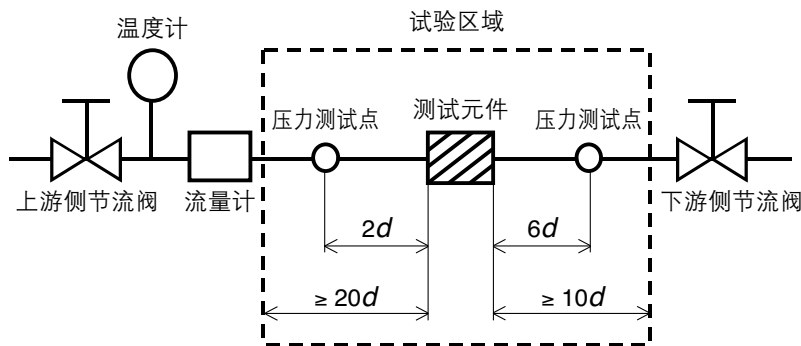 试验区域
温度计
压力测试点
测试元件
压力测试点
上游侧节流阀
流量计
下游侧节流阀
2d
6d
≥ 20d
≥ 10d